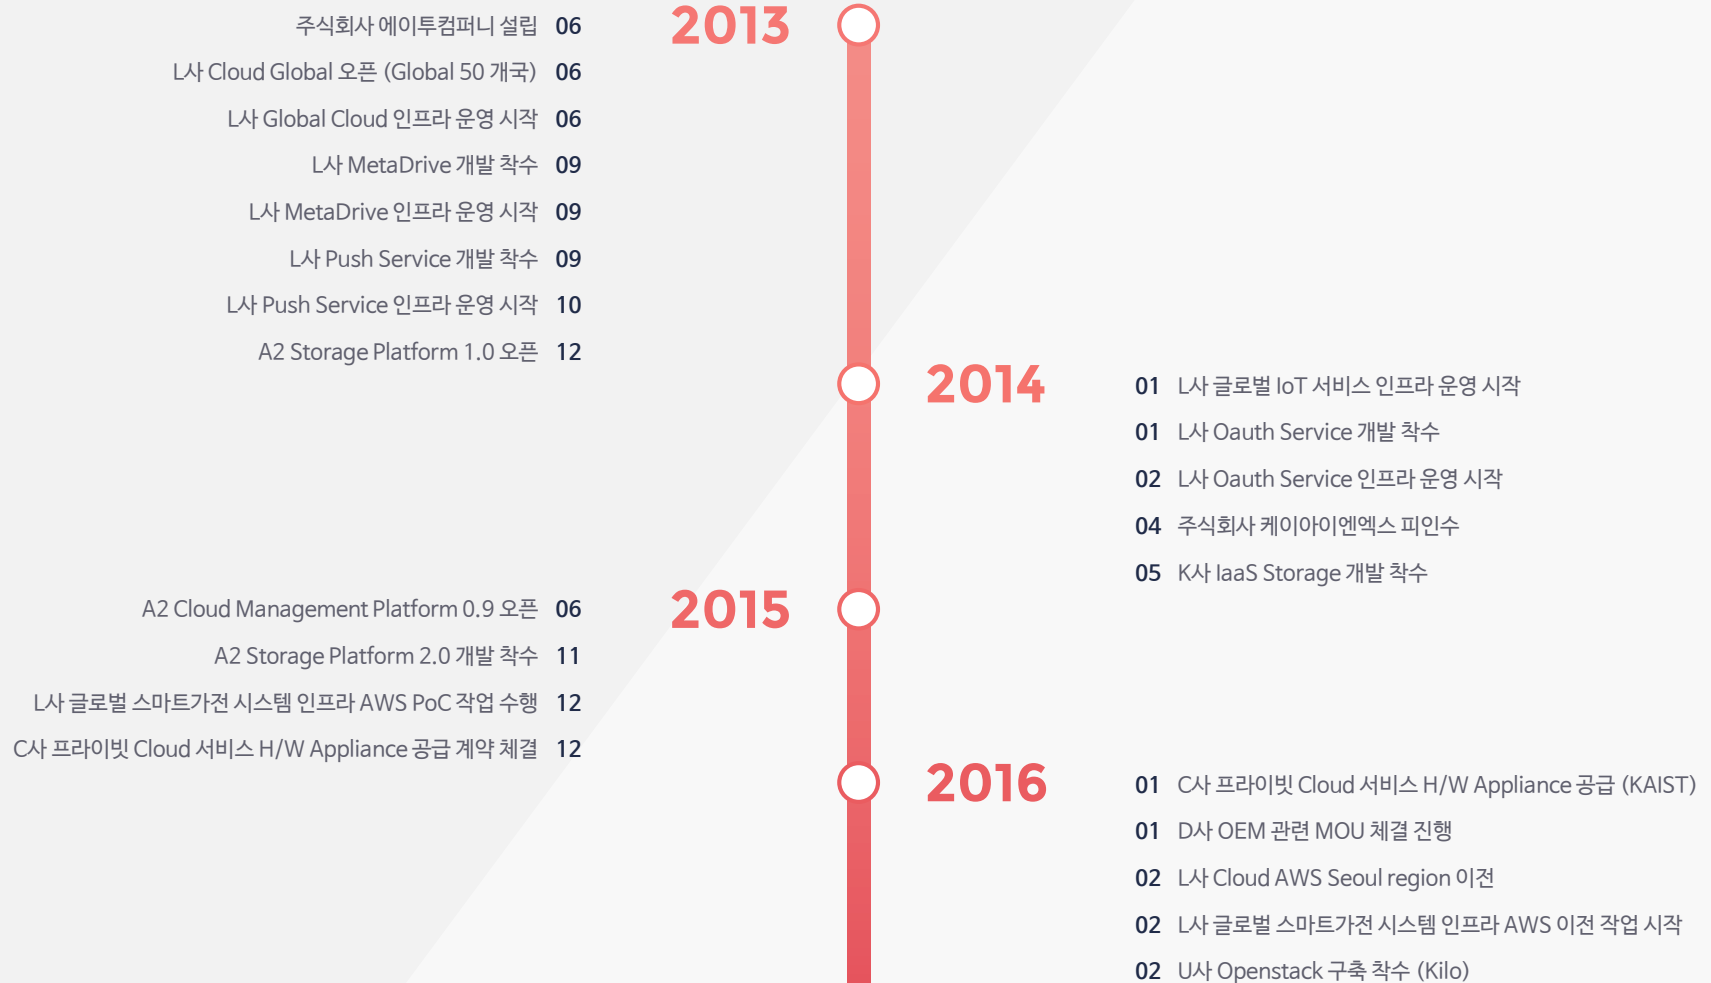 2013
주식회사 에이투컴퍼니 설립 06
L사 Cloud Global 오픈 (Global 50 개국) 06
L사 Global Cloud 인프라 운영 시작 06
L사 MetaDrive 개발 착수 09
L사 MetaDrive 인프라 운영 시작 09
L사 Push Service 개발 착수 09
L사 Push Service 인프라 운영 시작 10
A2 Storage Platform 1.0 오픈 12
2014
01 L사 글로벌 IoT 서비스 인프라 운영 시작
01 L사 Oauth Service 개발 착수
02 L사 Oauth Service 인프라 운영 시작
04 주식회사 케이아이엔엑스 피인수
05 K사 IaaS Storage 개발 착수
2015
A2 Cloud Management Platform 0.9 오픈 06
A2 Storage Platform 2.0 개발 착수 11
L사 글로벌 스마트가전 시스템 인프라 AWS PoC 작업 수행 12
C사 프라이빗 Cloud 서비스 H/W Appliance 공급 계약 체결 12
2016
01 C사 프라이빗 Cloud 서비스 H/W Appliance 공급 (KAIST)
01 D사 OEM 관련 MOU 체결 진행
02 L사 Cloud AWS Seoul region 이전
02 L사 글로벌 스마트가전 시스템 인프라 AWS 이전 작업 시작
02 U사 Openstack 구축 착수 (Kilo)